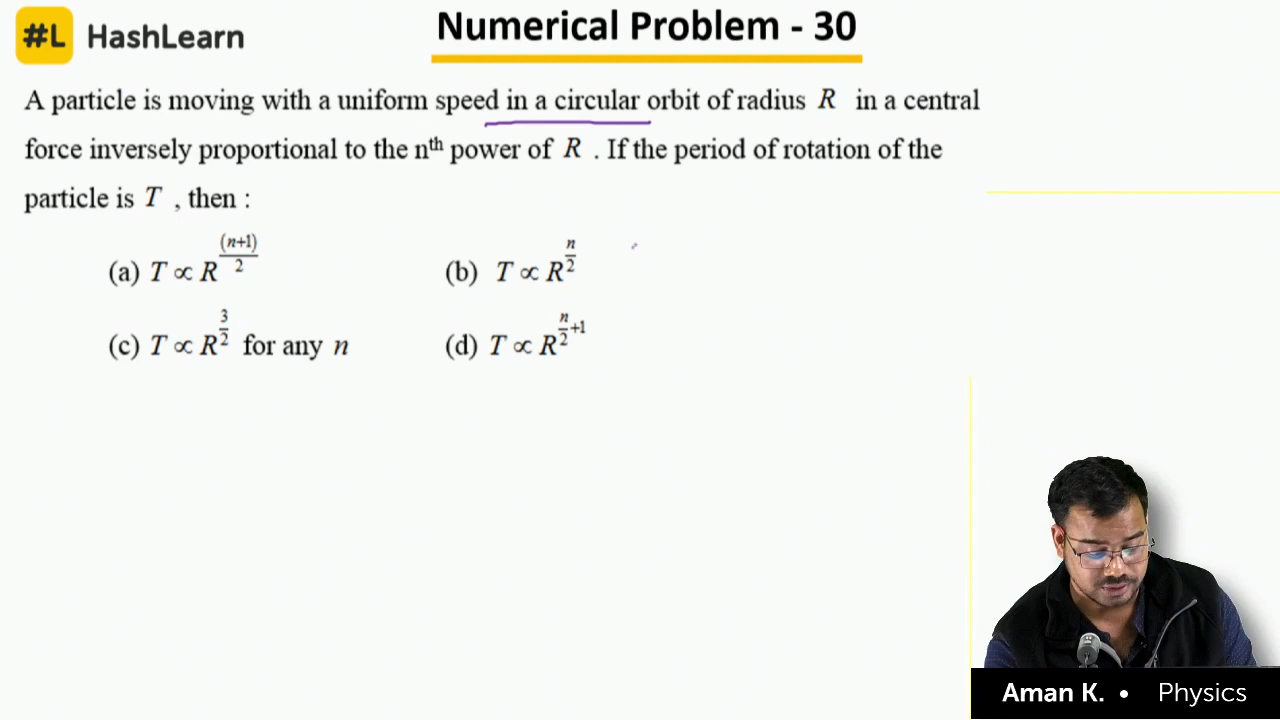 #L HashLearn
Numerical Problem - 30
A particle is moving with a uniform speed in a circular orbit of radius R in a central
force inversely proportional to the nth power of R . If the period of rotation of the
particle is T , then :
(a) T ∝ R^((n+1)/2) (b) T ∝ R^(n/2)
(c) T ∝ R^(3/2) for any n (d) T ∝ R^(n/2+1)
Aman K. • Physics